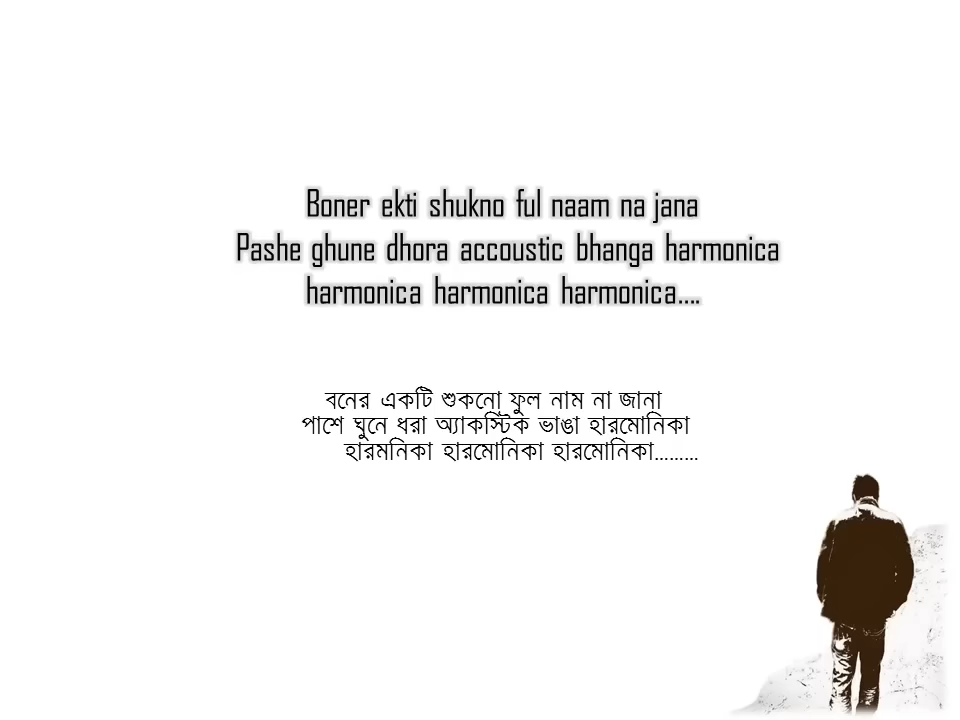 Boner ekti shukno ful naam na jana
Pashe ghune dhora accoustic bhanga harmonica
harmonica harmonica harmonica....
বনের একটি শুকনো ফুল নাম না জানা
পাশে ঘুনে ধরা অ্যাকস্টিক ভাঙা হারমোনিকা
হারমনিকা হারমোনিকা হারমোনিকা.........